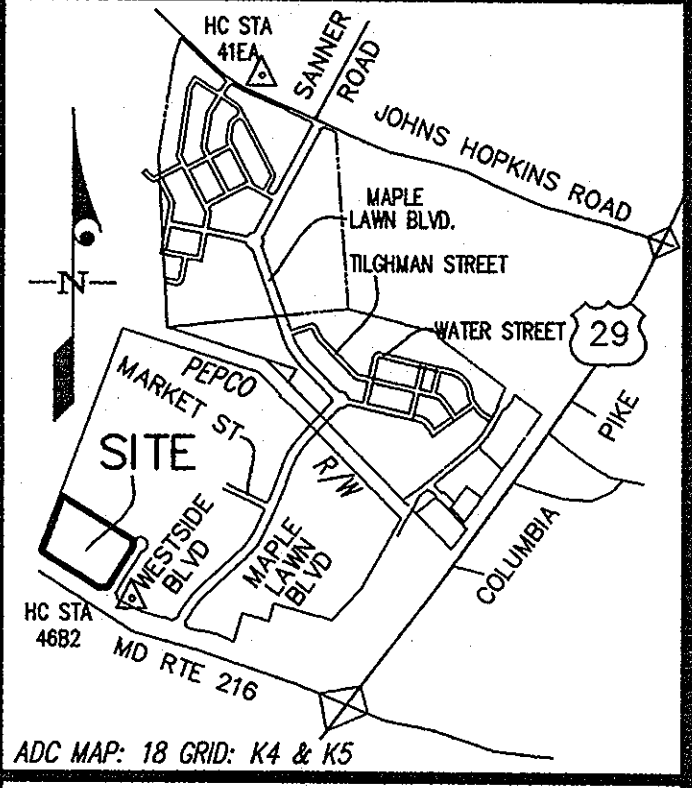 HC STA
41EA
SANNER
ROAD
JOHNS HOPKINS ROAD
MAPLE
LAWN BLVD.
TILGHMAN STREET
N
WATER STREET
29
PEPCO
R/W
MARKET ST
PIKE
COLUMBIA
SITE
WESTSIDE
BLVD
MAPLE
LAWN
BLVD
HC STA
46B2
MD RTE 216
ADC MAP: 18 GRID: K4 & K5